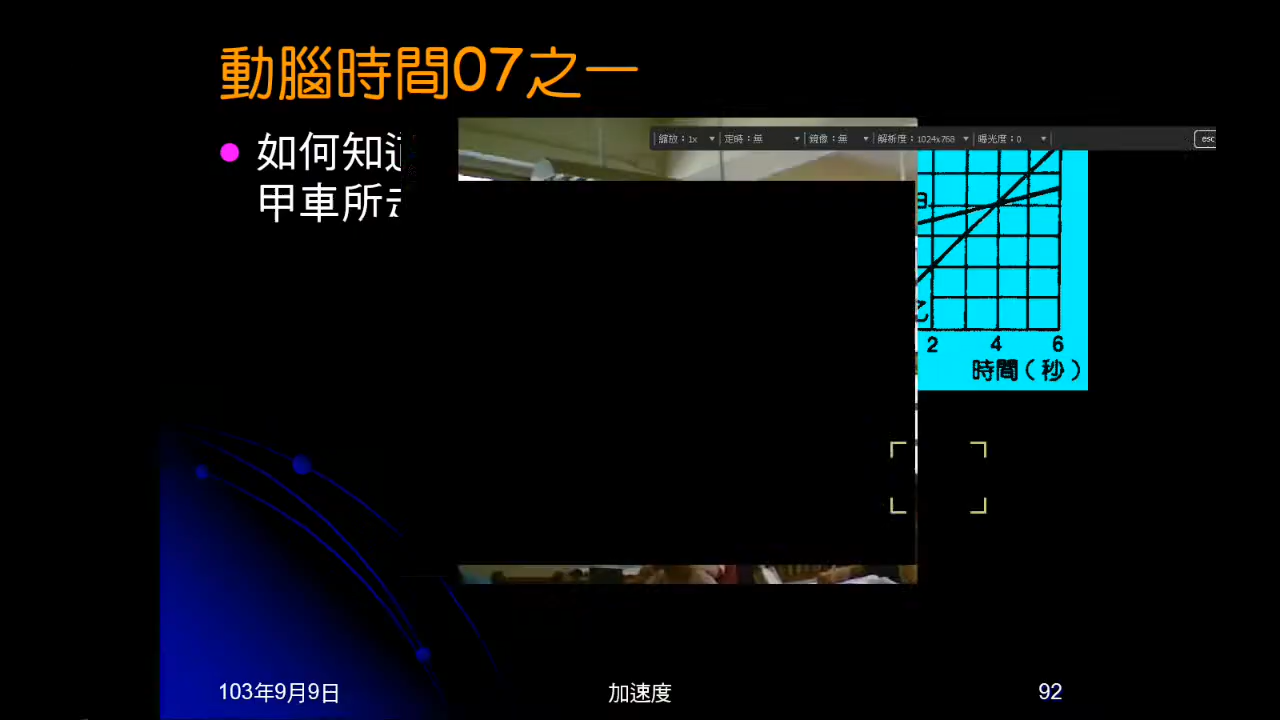 動腦時間07之一
如何知
甲車所
縮放：1x 定時：無 鏡像：無 解析度：1024x768 曝光度：0 esc
2 4 6
時間(秒)
103年9月9日 加速度 92